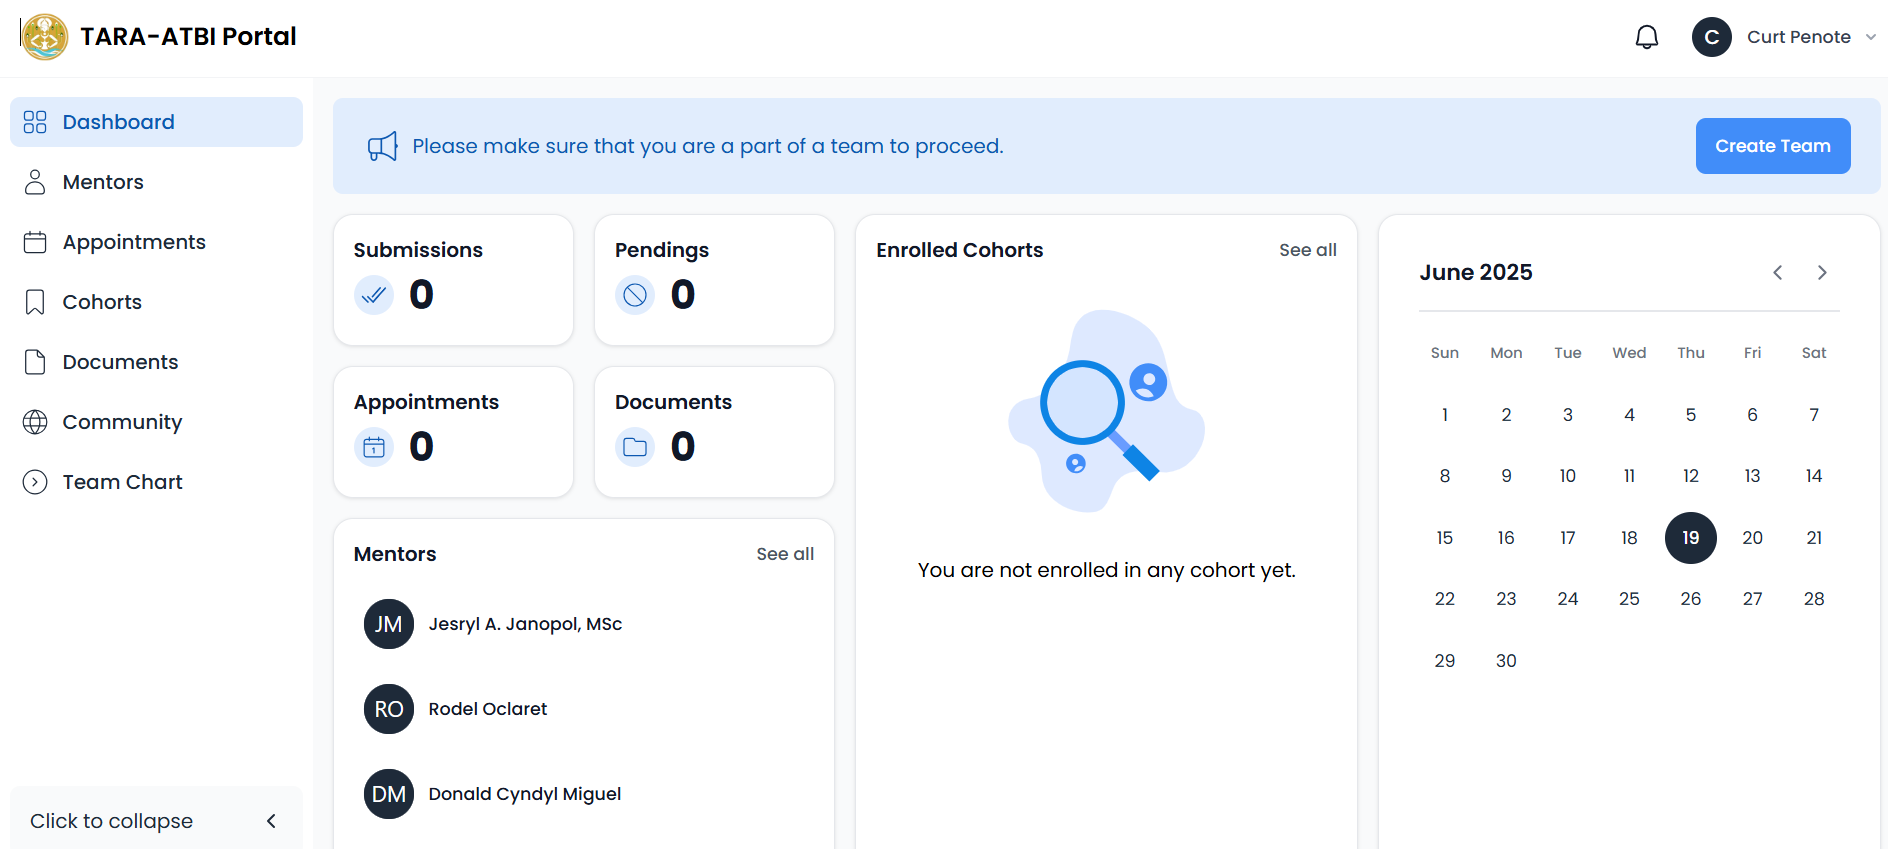 TARA-ATBI Portal
C
Curt Penote
Dashboard
Mentors
Appointments
Cohorts
Documents
Community
Team Chart
Click to collapse
Please make sure that you are a part of a team to proceed.
Create Team
Submissions
0
Pendings
0
Appointments
1
0
Documents
0
Mentors
See all
JM
Jesryl A. Janopol, MSc
RO
Rodel Oclaret
DM
Donald Cyndyl Miguel
Enrolled Cohorts
See all
You are not enrolled in any cohort yet.
June 2025
Sun Mon Tue Wed Thu Fri Sat
1 2 3 4 5 6 7
8 9 10 11 12 13 14
15 16 17 18 19 20 21
22 23 24 25 26 27 28
29 30